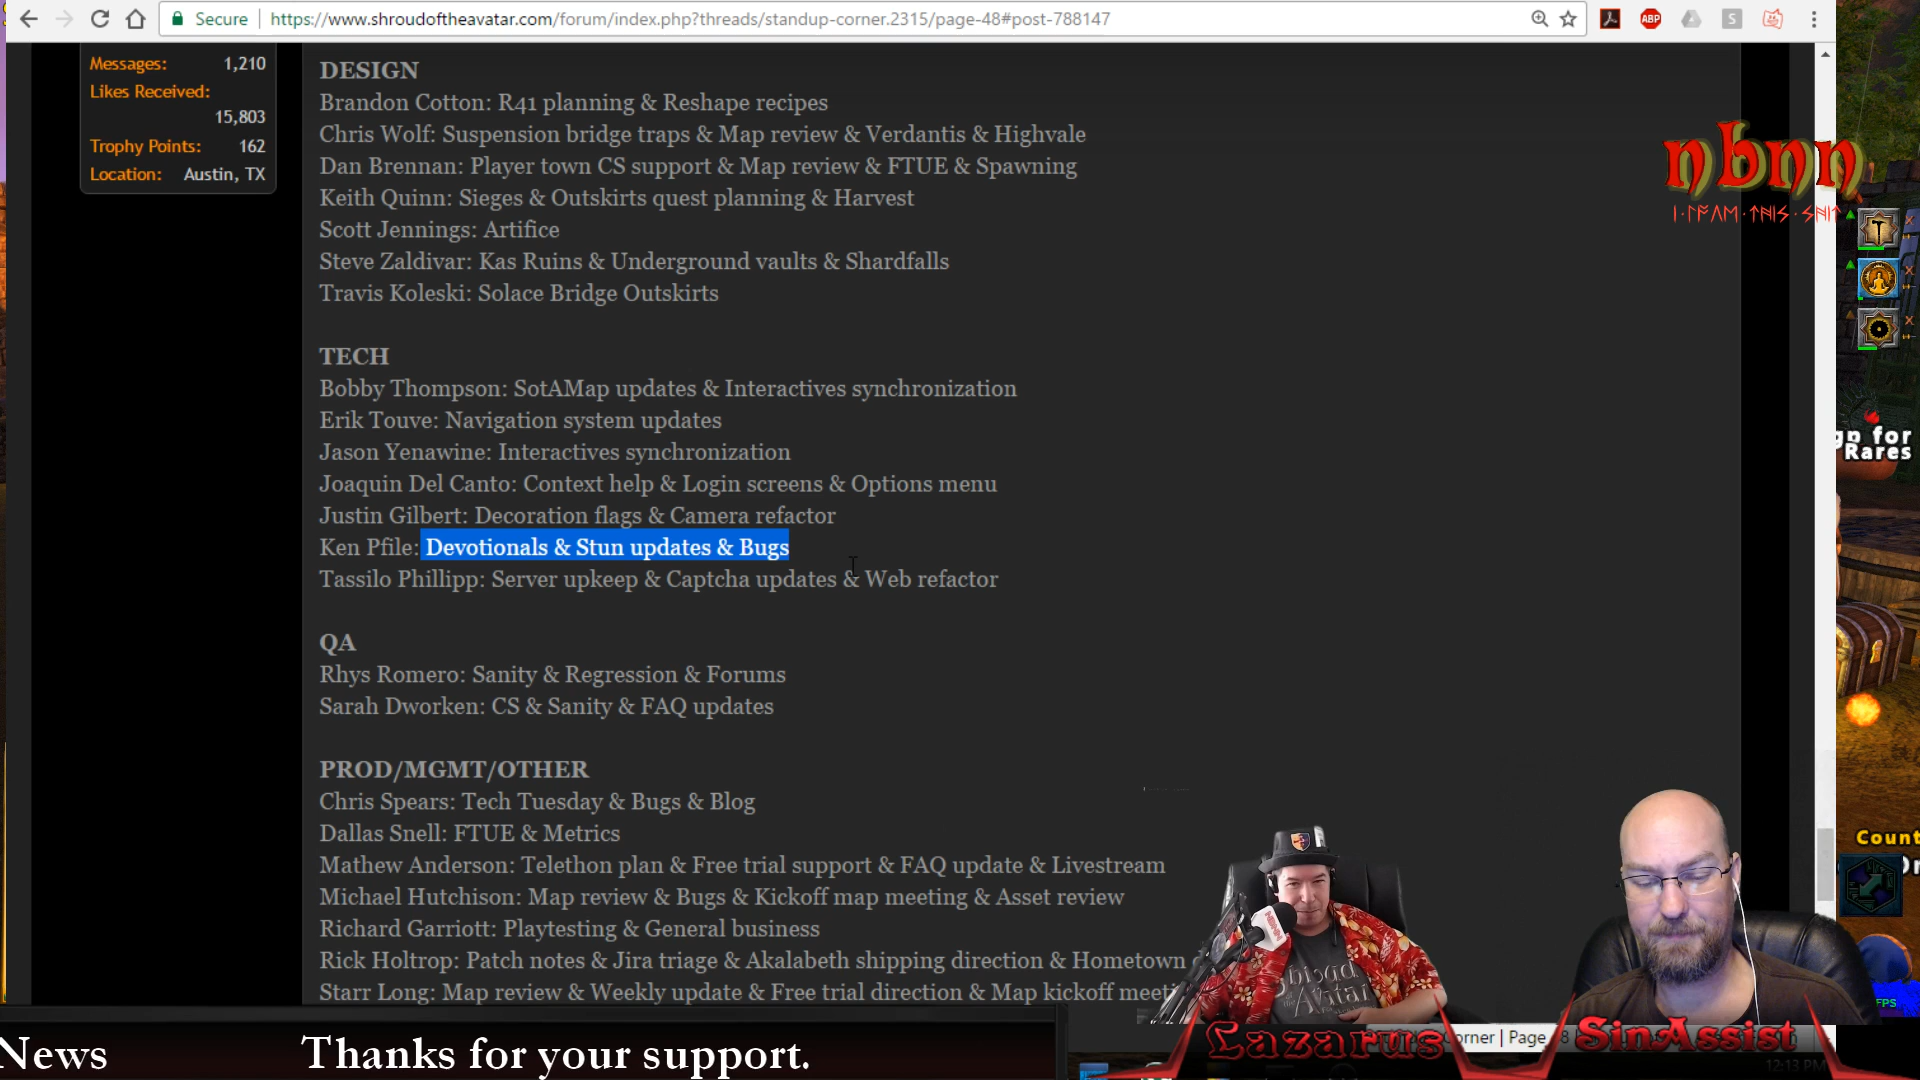 Secure https://www.shroudoftheavatar.com/forum/index.php?threads/standup-corner.2315/page-48#post-788147
ABP
S
Messages: 1,210
Likes Received:
15,803
Trophy Points: 162
Location: Austin, TX
DESIGN
Brandon Cotton: R41 planning & Reshape recipes
Chris Wolf: Suspension bridge traps & Map review & Verdantis & Highvale
Dan Brennan: Player town CS support & Map review & FTUE & Spawning
Keith Quinn: Sieges & Outskirts quest planning & Harvest
Scott Jennings: Artifice
Steve Zaldivar: Kas Ruins & Underground vaults & Shardfalls
Travis Koleski: Solace Bridge Outskirts
TECH
Bobby Thompson: SotAMap updates & Interactives synchronization
Erik Touve: Navigation system updates
Jason Yenawine: Interactives synchronization
Joaquin Del Canto: Context help & Login screens & Options menu
Justin Gilbert: Decoration flags & Camera refactor
Ken Pfile: Devotionals & Stun updates & Bugs
Tassilo Phillipp: Server upkeep & Captcha updates & Web refactor
QA
Rhys Romero: Sanity & Regression & Forums
Sarah Dworken: CS & Sanity & FAQ updates
PROD/MGMT/OTHER
Chris Spears: Tech Tuesday & Bugs & Blog
Dallas Snell: FTUE & Metrics
Mathew Anderson: Telethon plan & Free trial support & FAQ update & Livestream
Michael Hutchison: Map review & Bugs & Kickoff map meeting & Asset review
Richard Garriott: Playtesting & General business
Rick Holtrop: Patch notes & Jira triage & Akalabeth shipping direction & Hometown
Starr Long: Map review & Weekly update & Free trial direction & Map kickoff meeti
nbnn
gn for
Rares
Count
FPS
Lazarus
orner | Page
SinAssist
News Thanks for your support.
12:13 PM